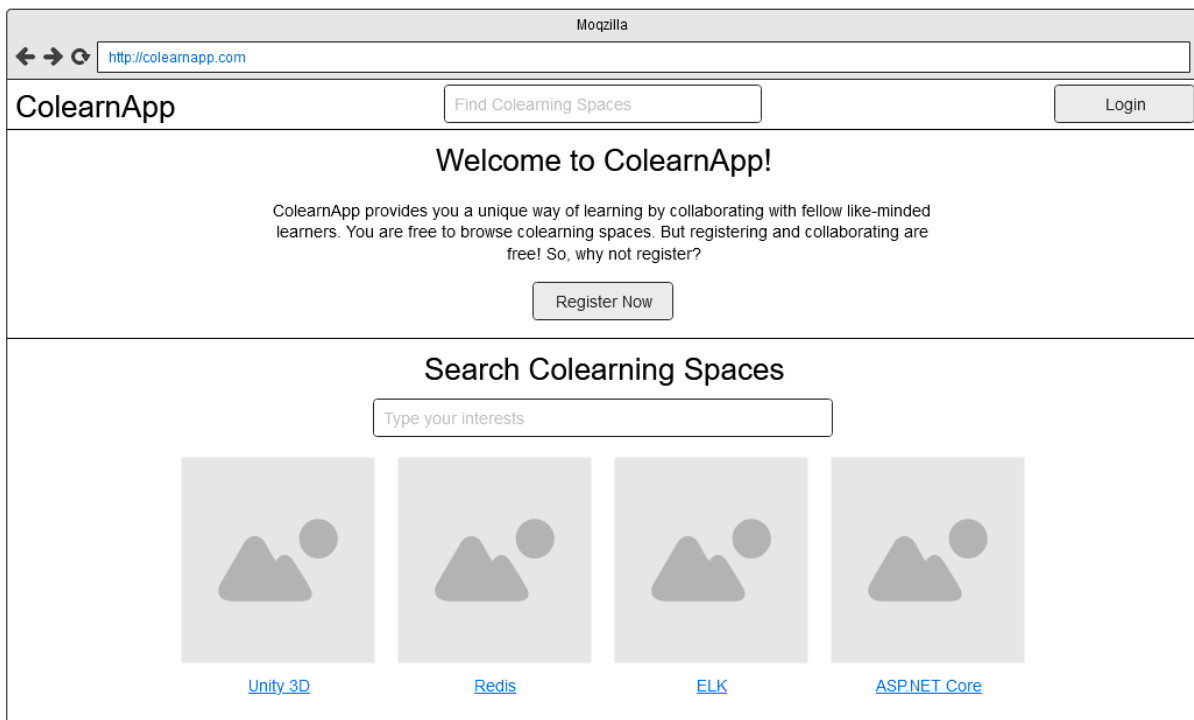 Moqzilla
http://colearnapp.com
ColearnApp
Find Colearning Spaces
Login
Welcome to ColearnApp!
ColearnApp provides you a unique way of learning by collaborating with fellow like-minded
learners. You are free to browse colearning spaces. But registering and collaborating are
free! So, why not register?
Register Now
Search Colearning Spaces
Type your interests
Unity 3D
Redis
ELK
ASP.NET Core